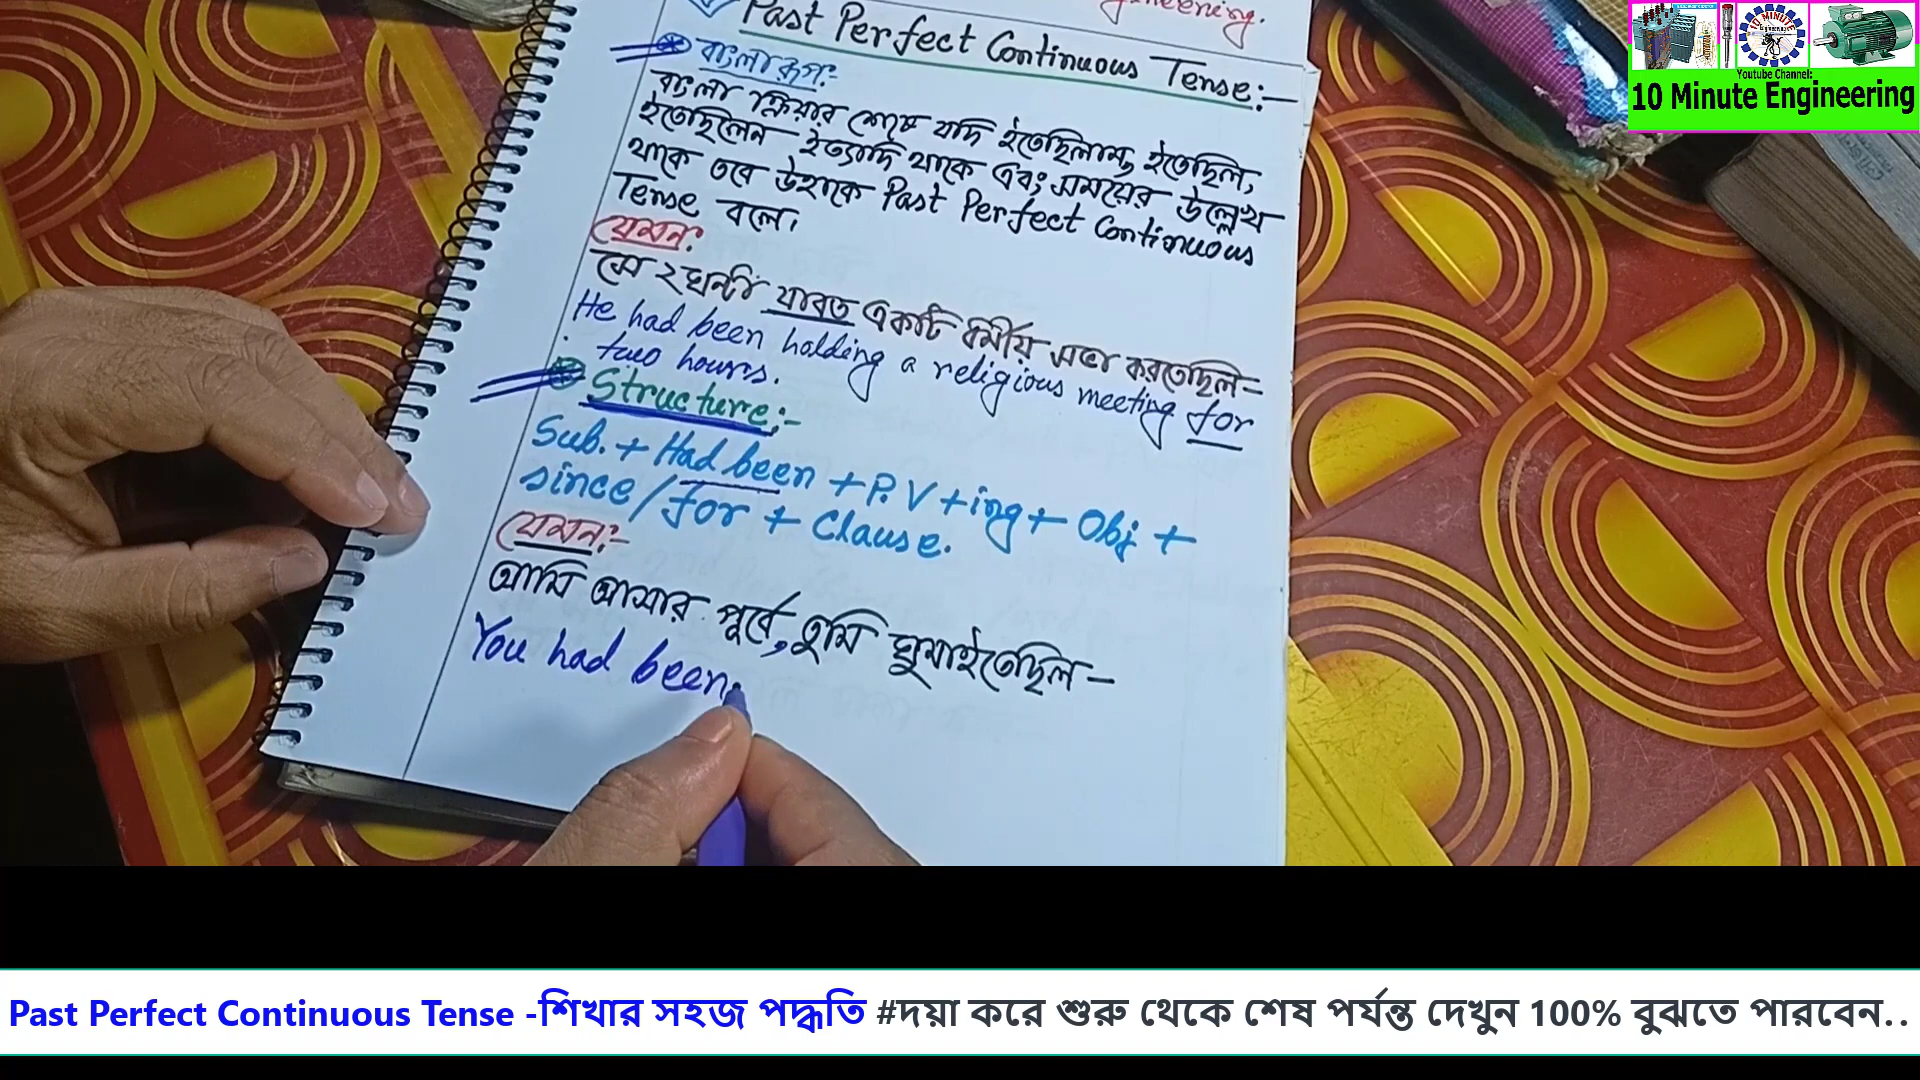 gineering.
Past Perfect Continuous Tense:—
বাংলারূপ:-
বাংলা ক্রিয়ার শেষে যদি ইতেছিলাম, ইতেছিল,
ইতেছিলেন ইত্যাদি থাকে এবং সময়ের উল্লেখ
থাকে তবে উহাকে Past Perfect Continuous
Tense বলে।
যেমন:
সে ২ ঘন্টা যাবত একটি ধর্মীয় সভা করতেছিল-
He had been holding a religious meeting for
two hours.
Structure:-
Sub. + Had been + P.V + ing + Obj +
since/for + Clause.
যেমন:-
আমি আসার পূর্বে, তুমি ঘুমাইতেছিল-
You had been
Youtube Channel:
10 Minute Engineering
Past Perfect Continuous Tense -শিখার সহজ পদ্ধতি #দয়া করে শুরু থেকে শেষ পর্যন্ত দেখুন 100% বুঝতে পারবেন..